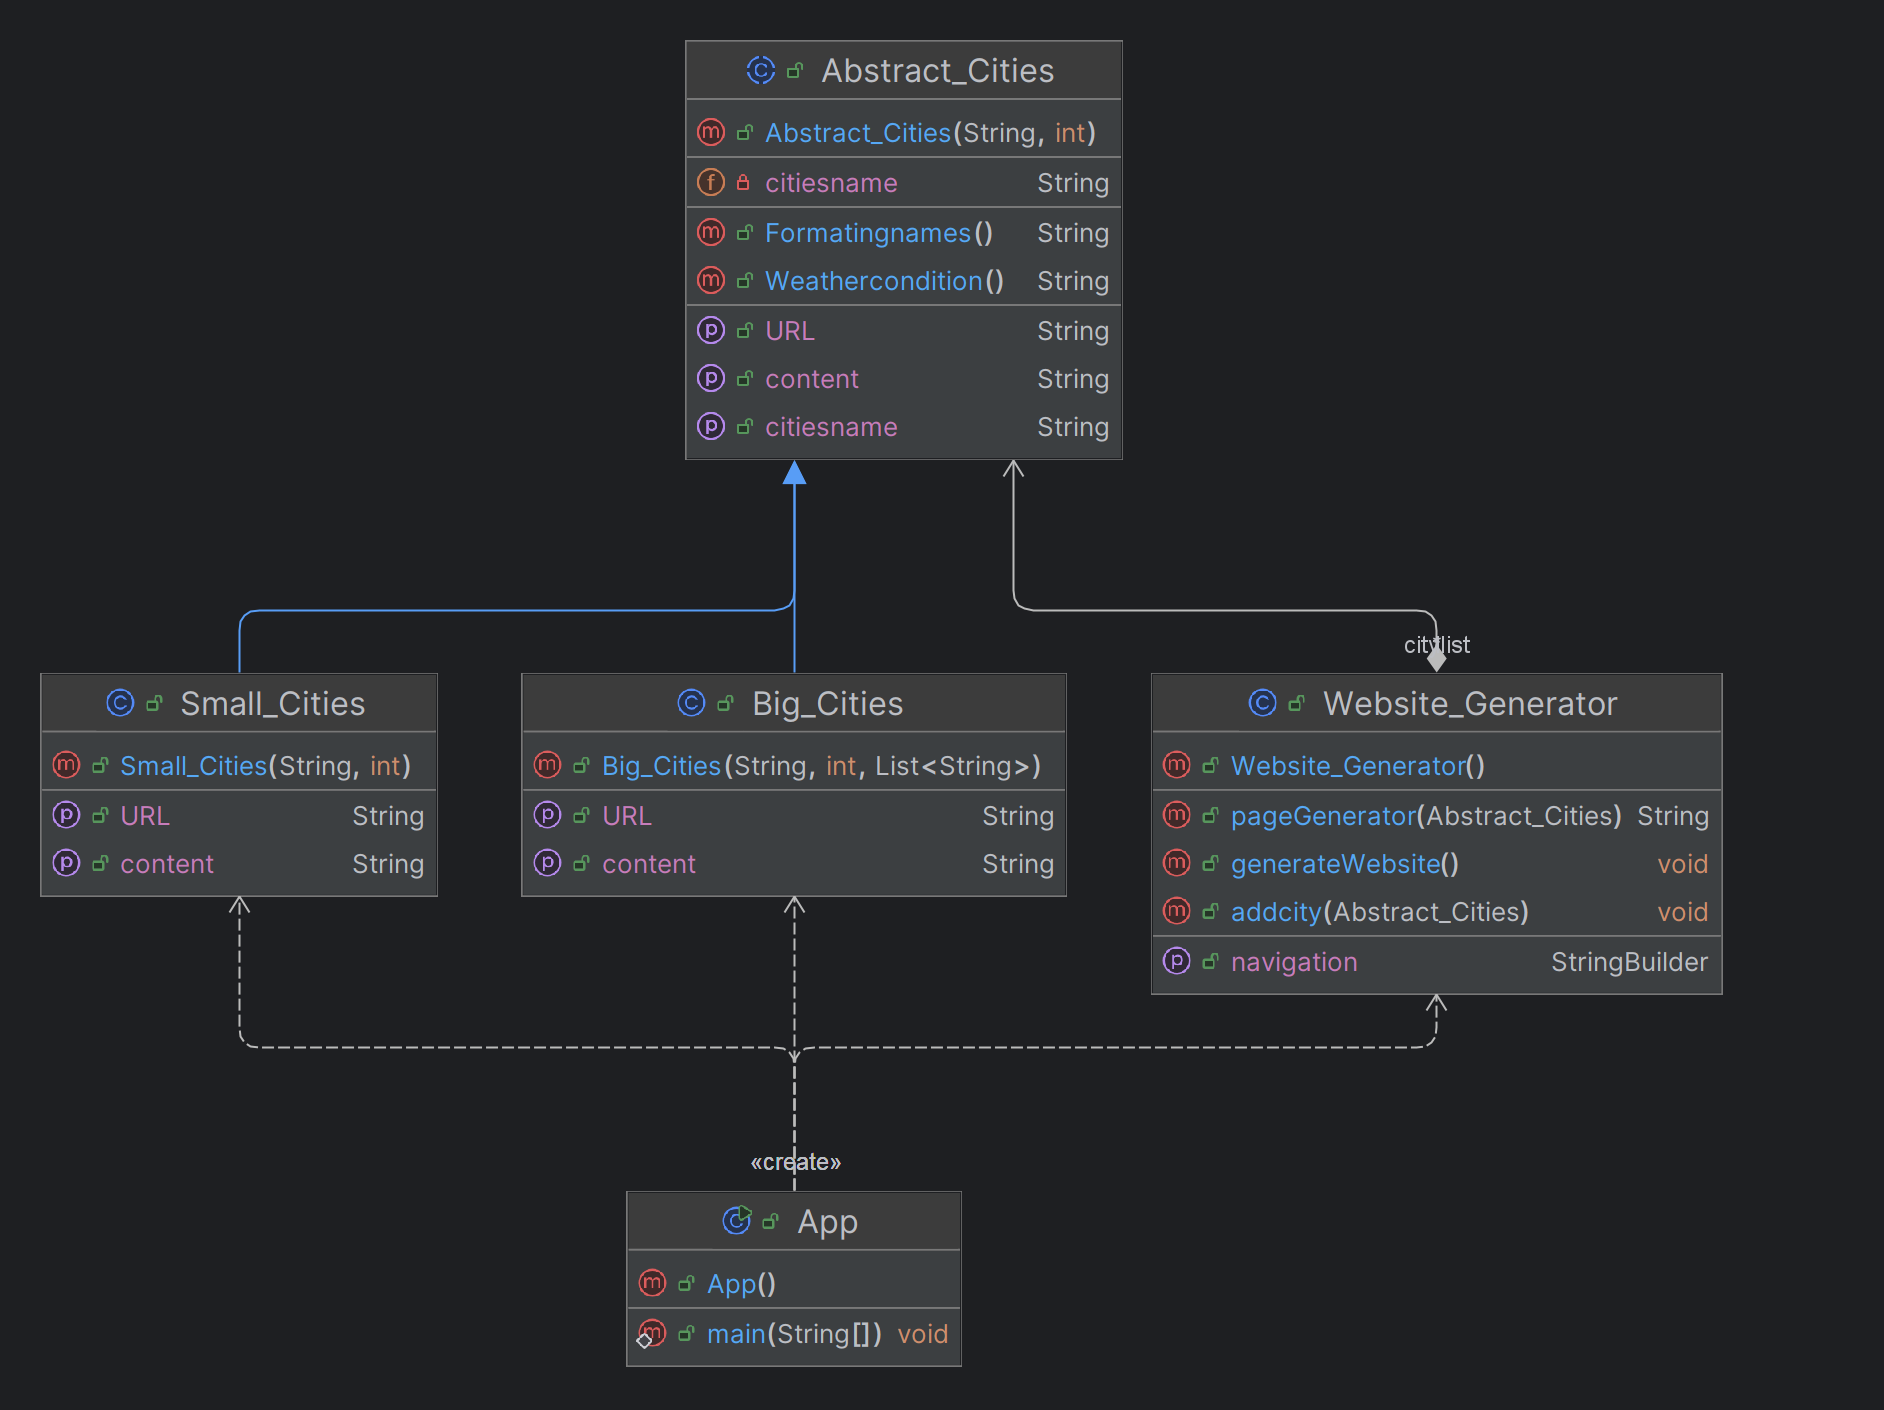 Abstract_Cities
Abstract_Cities(String, int)
citiesname String
Formatingnames() String
Weathercondition() String
URL String
content String
citiesname String
citylist
Small_Cities
Small_Cities(String, int)
URL String
content String
Big_Cities
Big_Cities(String, int, List<String>)
URL String
content String
Website_Generator
Website_Generator()
pageGenerator(Abstract_Cities) String
generateWebsite() void
addcity(Abstract_Cities) void
navigation StringBuilder
«create»
App
App()
main(String[]) void